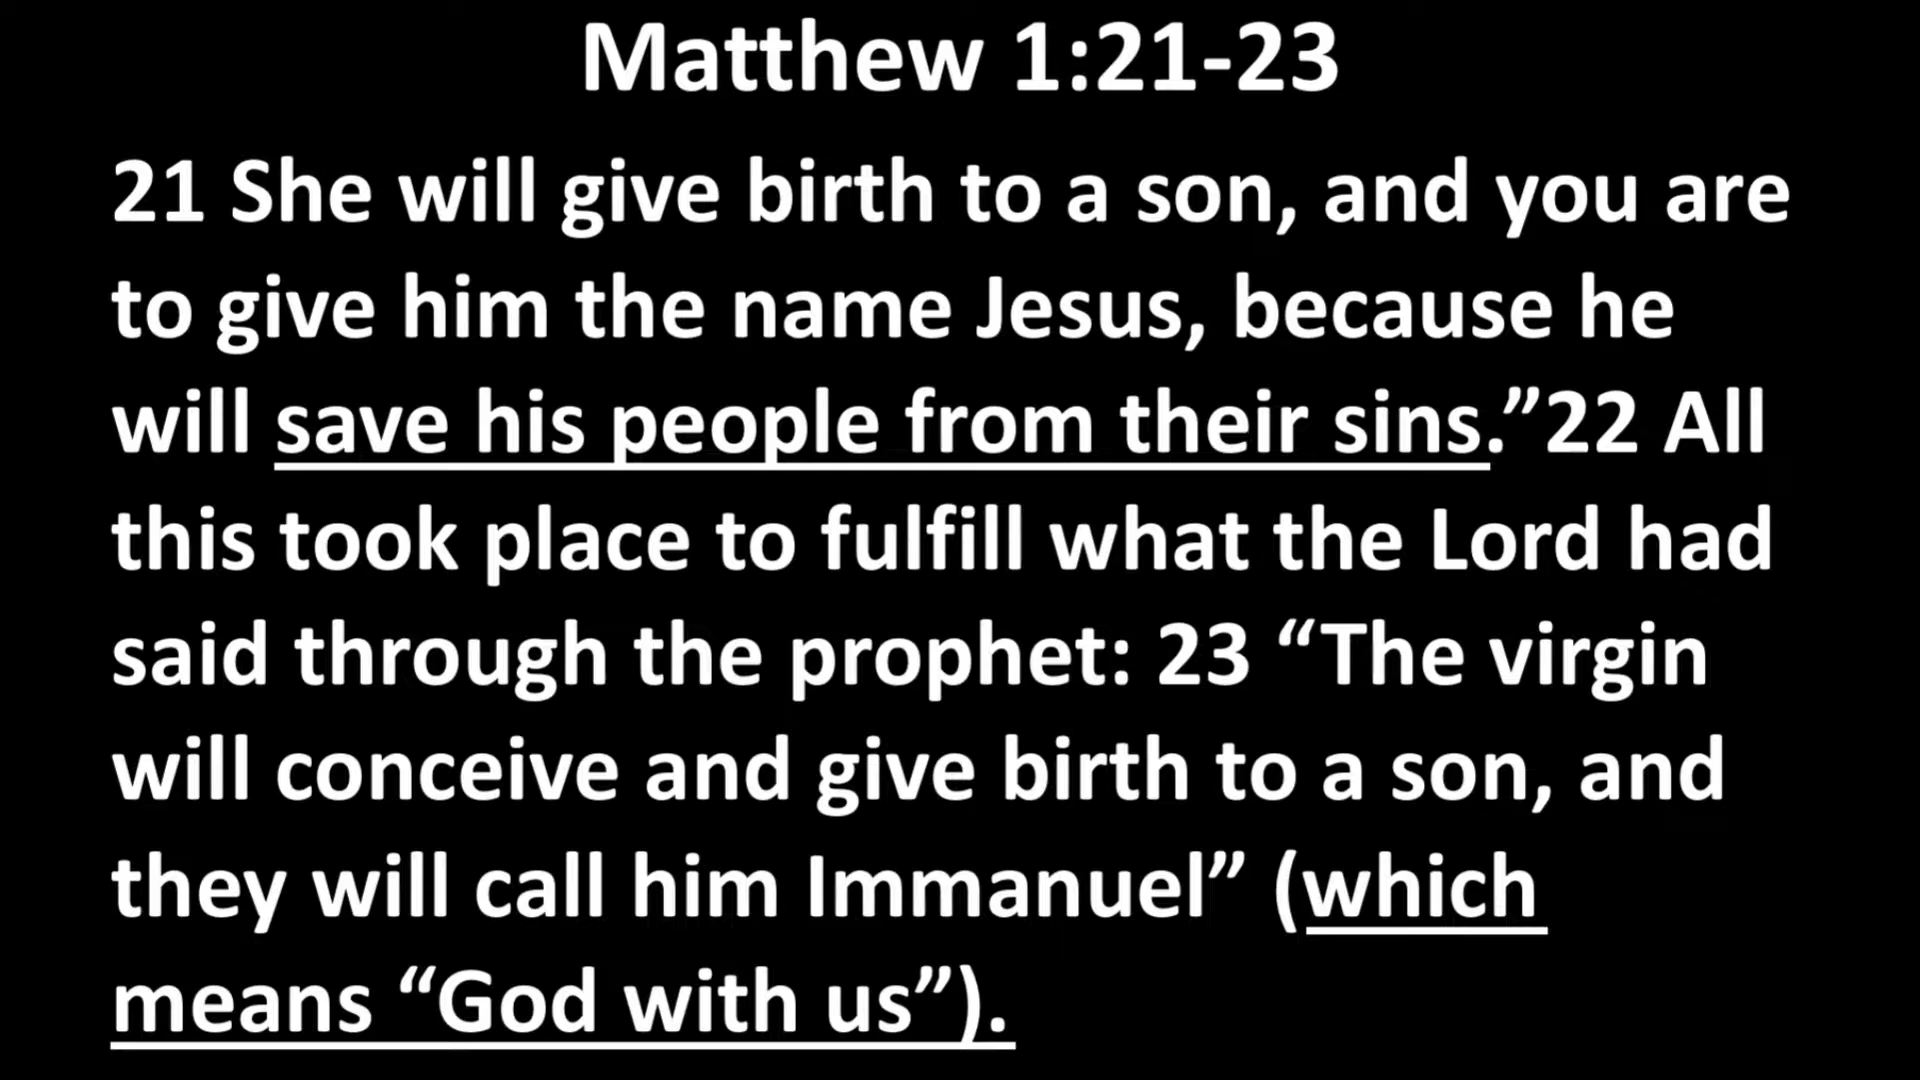 Matthew 1:21-23
21 She will give birth to a son, and you are
to give him the name Jesus, because he
will save his people from their sins.”22 All
this took place to fulfill what the Lord had
said through the prophet: 23 “The virgin
will conceive and give birth to a son, and
they will call him Immanuel” (which
means “God with us”).